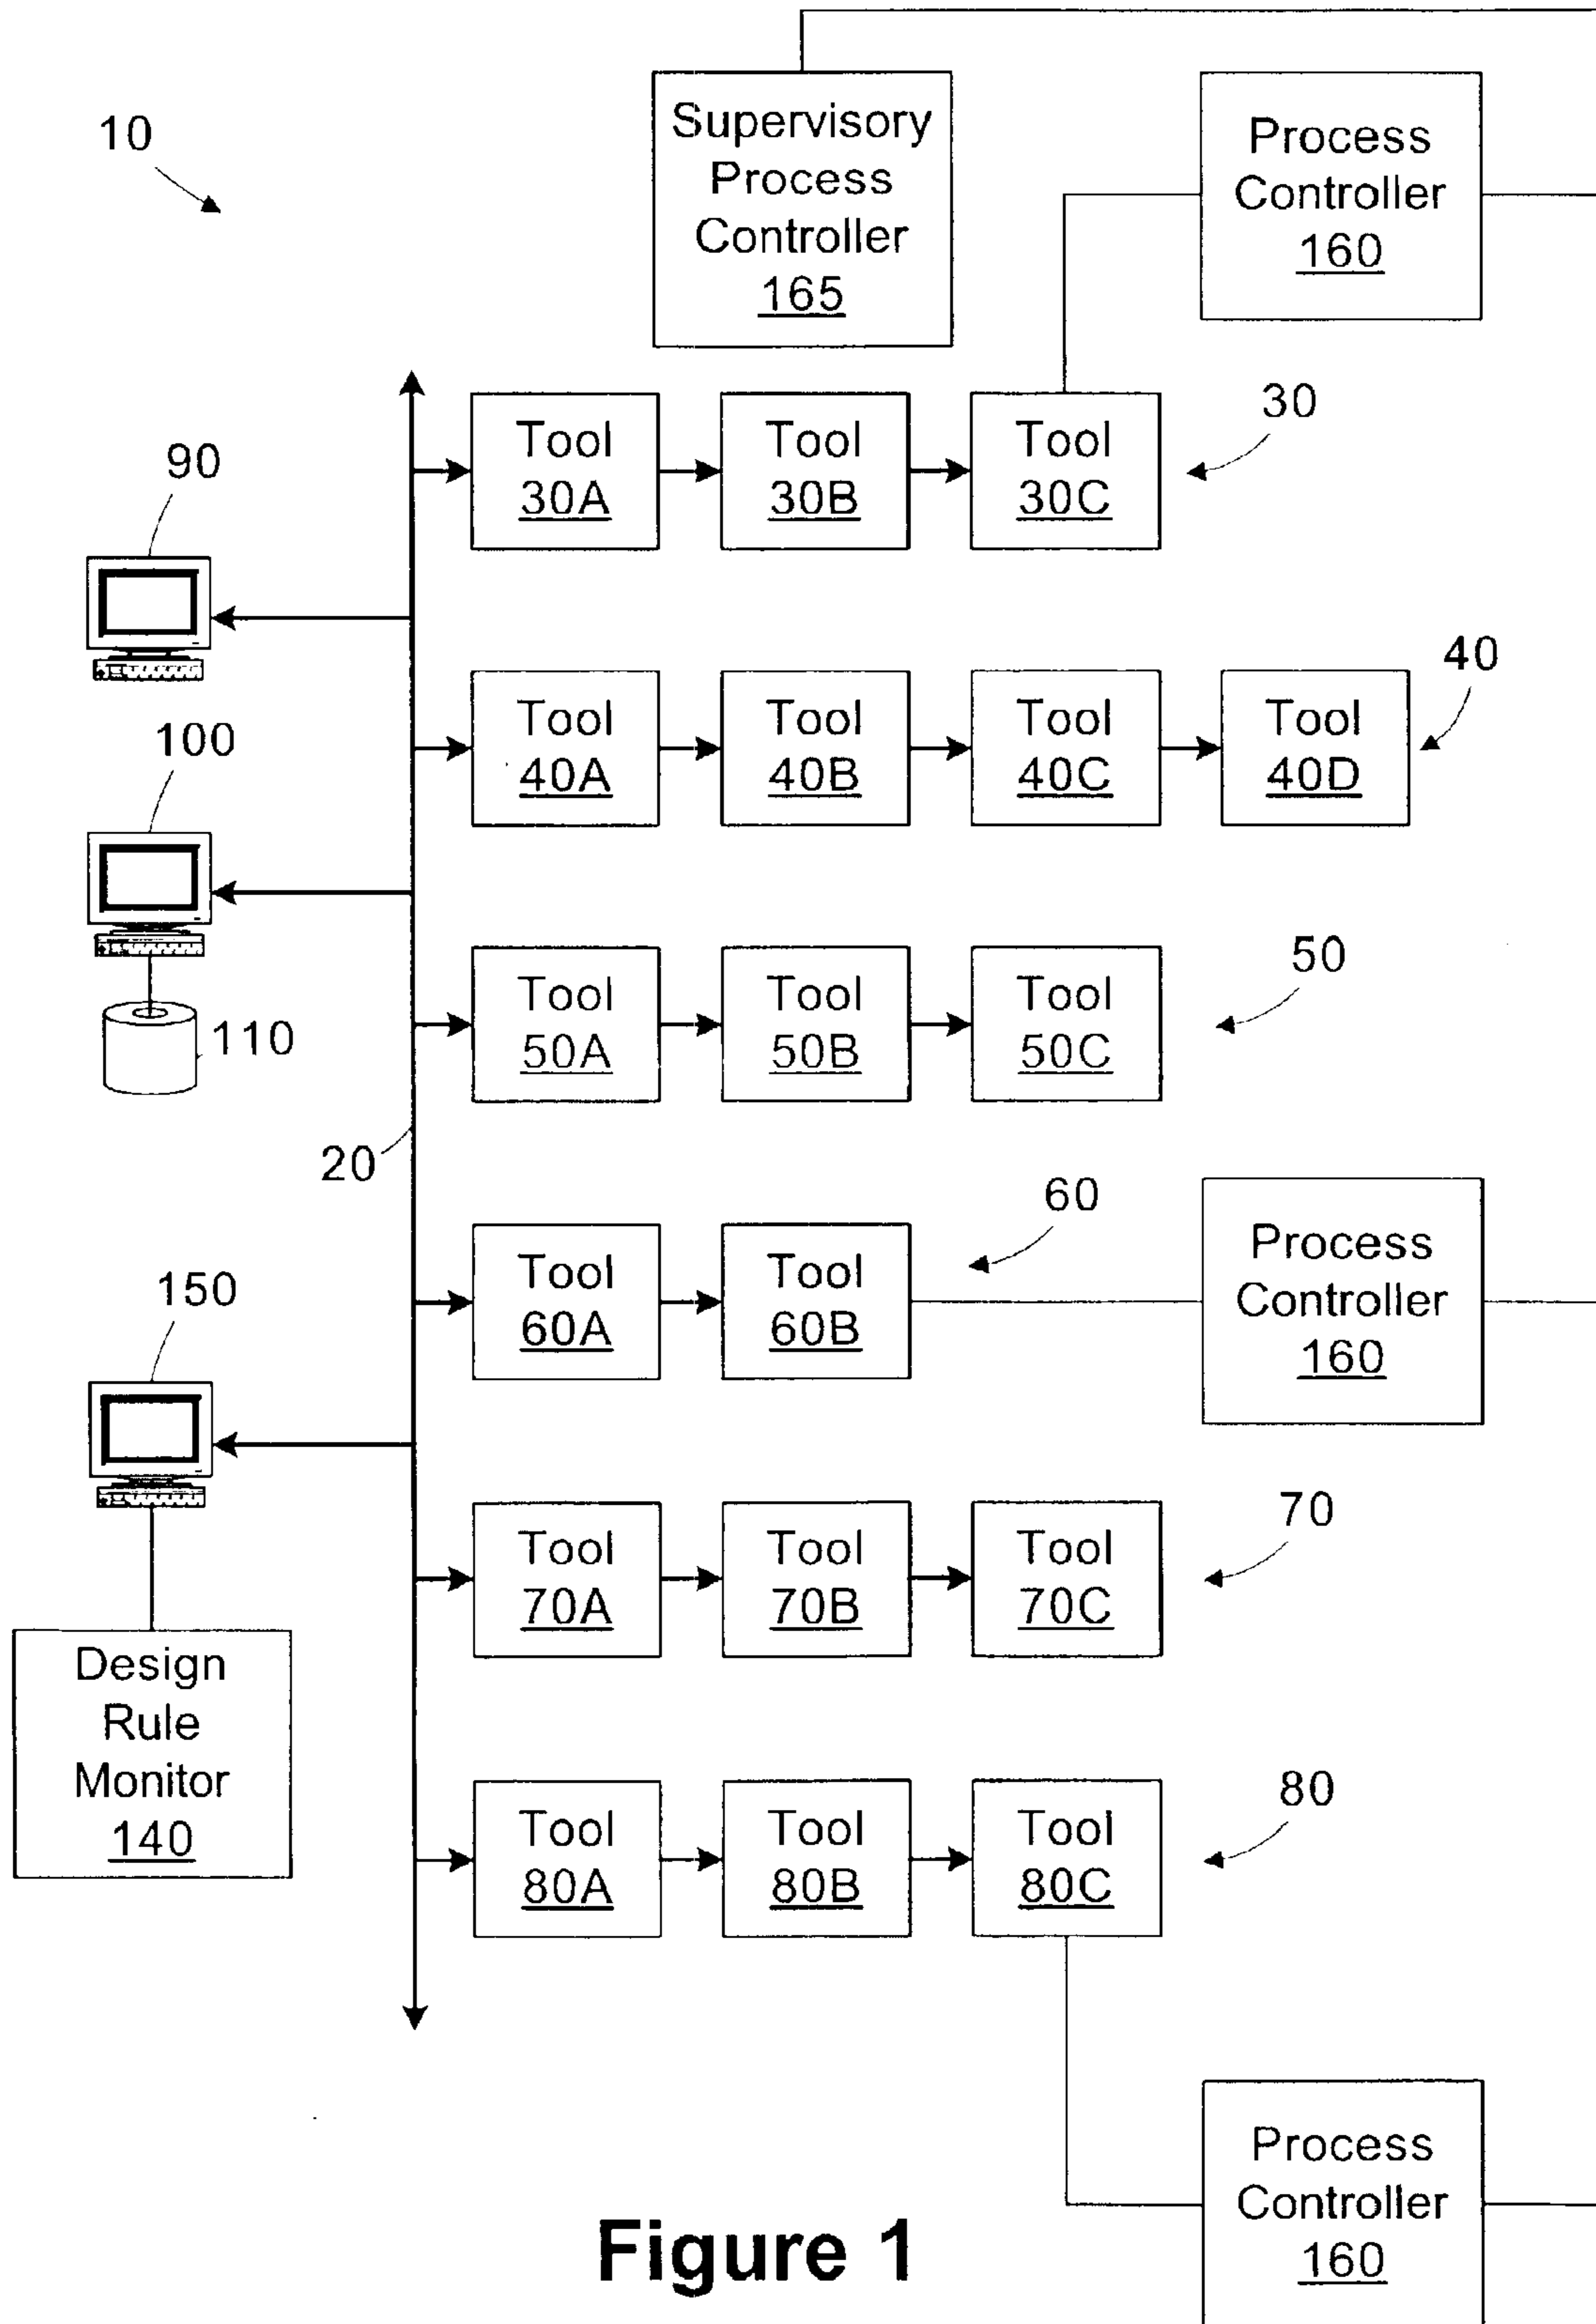 10
Supervisory
Process
Controller
165
Process
Controller
160
Tool
30A
Tool
30B
Tool
30C
30
90
Tool
40A
Tool
40B
Tool
40C
Tool
40D
40
100
Tool
50A
Tool
50B
Tool
50C
50
110
20
Tool
60A
Tool
60B
60
Process
Controller
160
150
Tool
70A
Tool
70B
Tool
70C
70
Design
Rule
Monitor
140
Tool
80A
Tool
80B
Tool
80C
80
Process
Controller
160
Figure 1